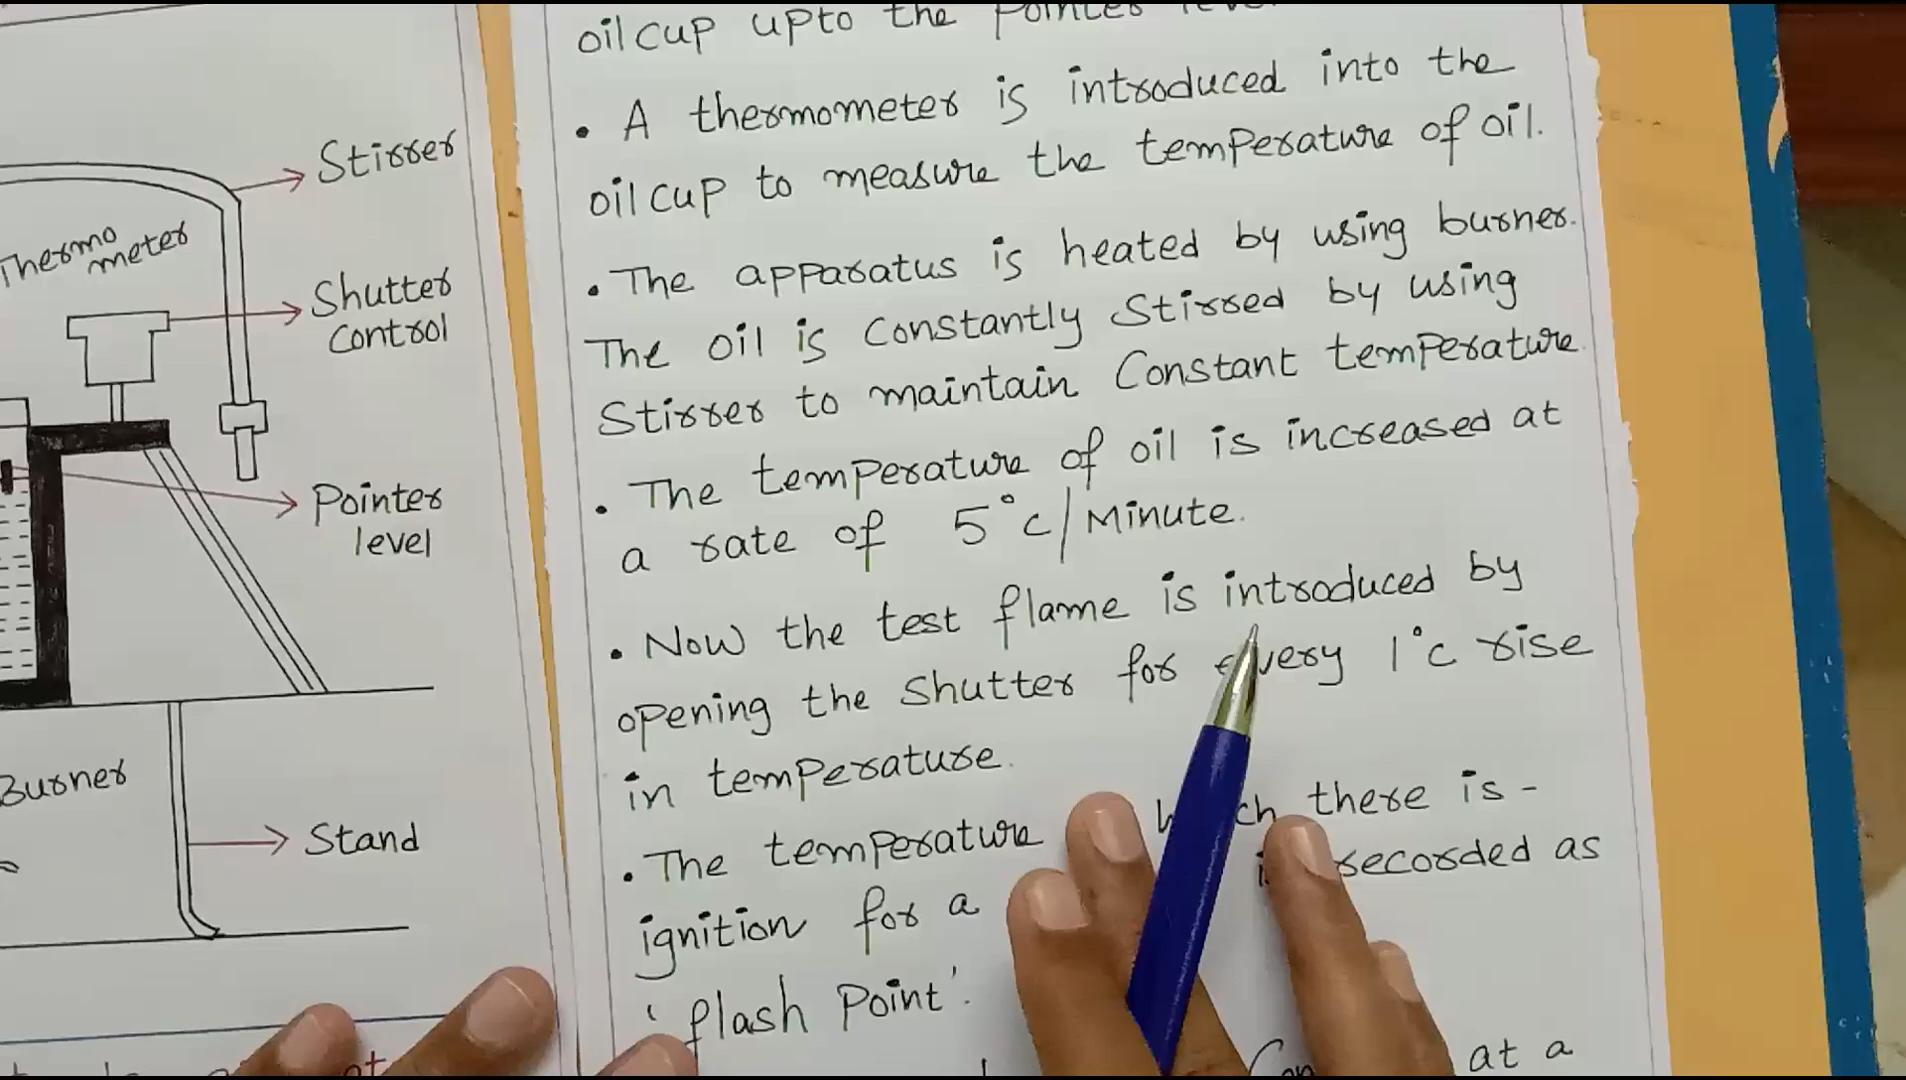 Stirrer
Thermo
meter
Shutter
control
Pointer
level
Burner
Stand
oil cup upto the
• A thermometer is introduced into the
oil cup to measure the temperature of oil.
• The apparatus is heated by using burner.
The oil is constantly stirred by using
stirrer to maintain constant temperature
• The temperature of oil is increased at
a rate of 5°c/Minute.
• Now the test flame is introduced by
opening the shutter for every 1°c rise
in temperature.
• The temperature there is -
ignition for a recorded as
'flash Point'.
at a